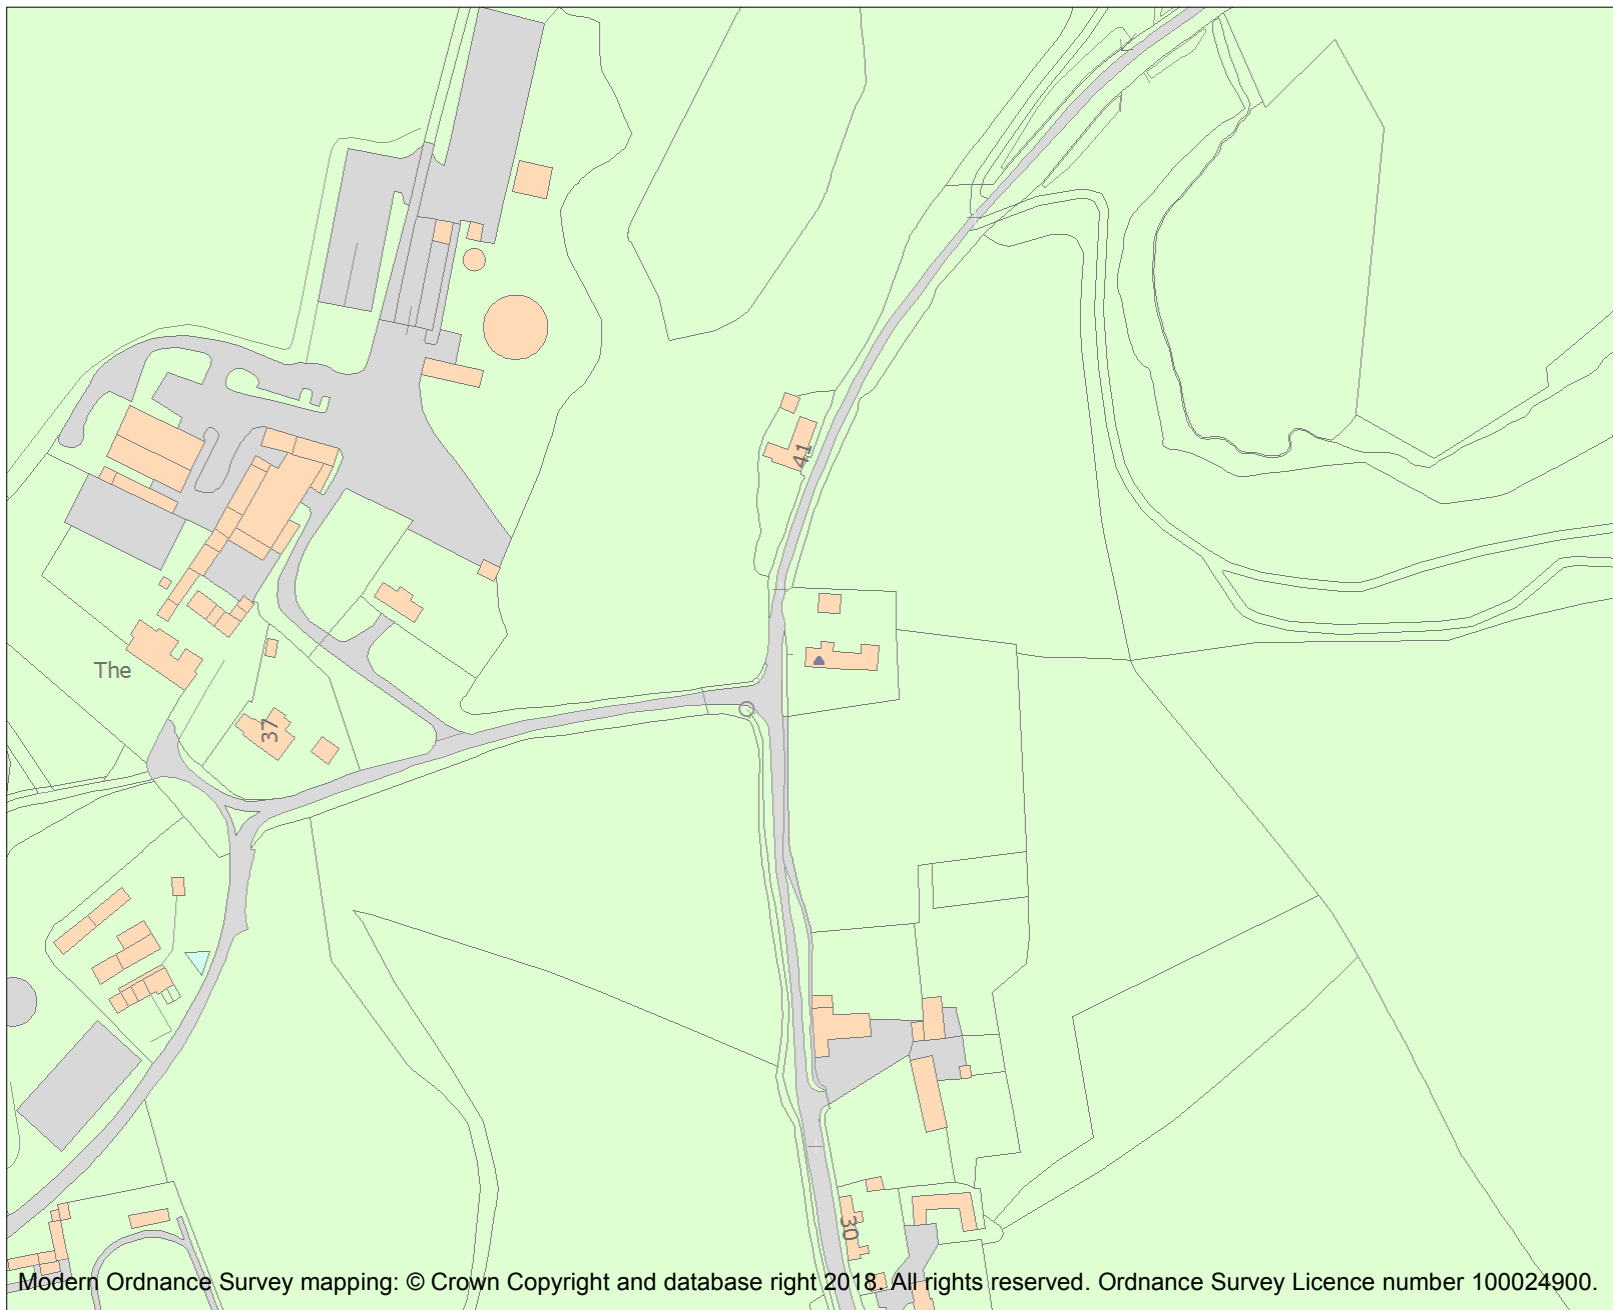 41
The
37
30
Modern Ordnance Survey mapping: © Crown Copyright and database right 2018. All rights reserved. Ordnance Survey Licence number 100024900.